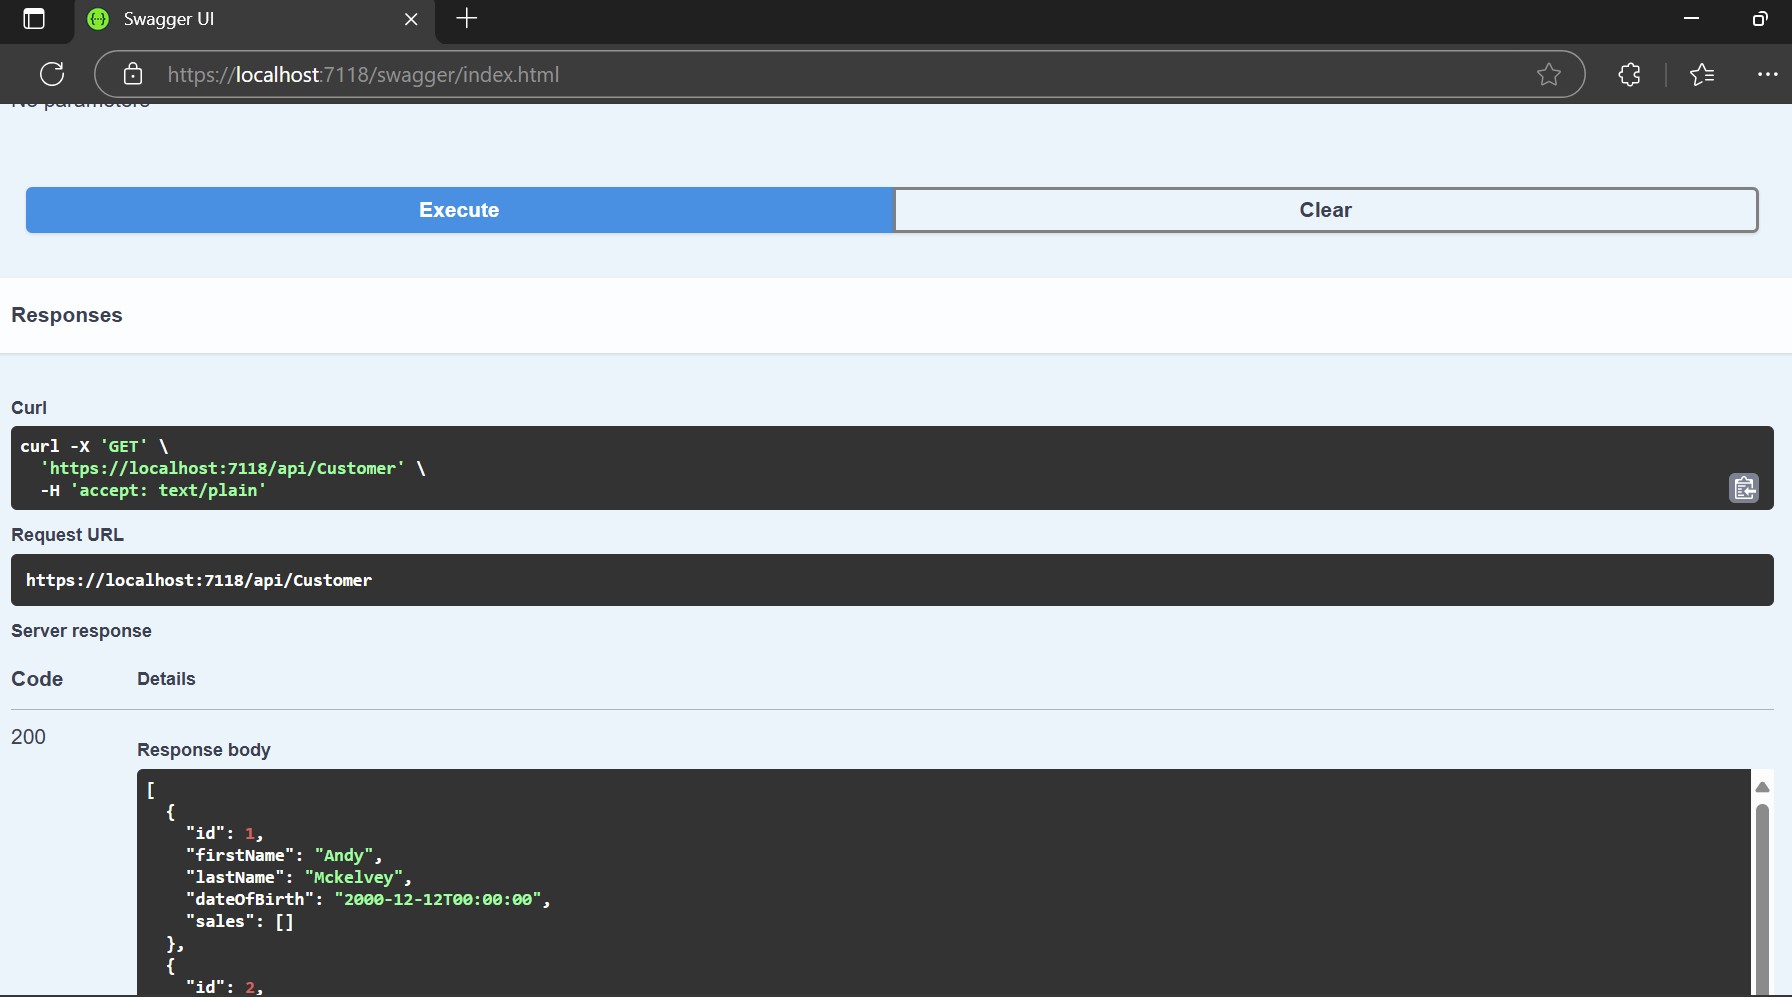 Swagger UI
https://localhost:7118/swagger/index.html
No parameters
Execute
Clear
Responses
Curl
curl -X 'GET' \
'https://localhost:7118/api/Customer' \
-H 'accept: text/plain'
Request URL
https://localhost:7118/api/Customer
Server response
Code
Details
200
Response body
[
{
"id": 1,
"firstName": "Andy",
"lastName": "Mckelvey",
"dateOfBirth": "2000-12-12T00:00:00",
"sales": []
},
{
"id": 2,